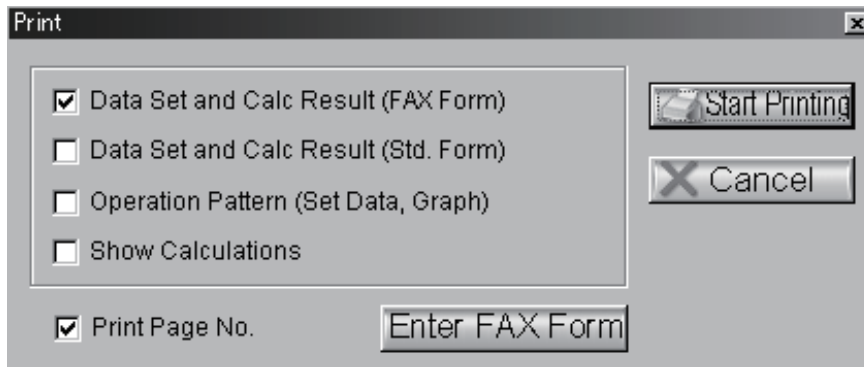 Print
Data Set and Calc Result (FAX Form)
Start Printing
Data Set and Calc Result (Std. Form)
Cancel
Operation Pattern (Set Data, Graph)
Show Calculations
Print Page No.
Enter FAX Form